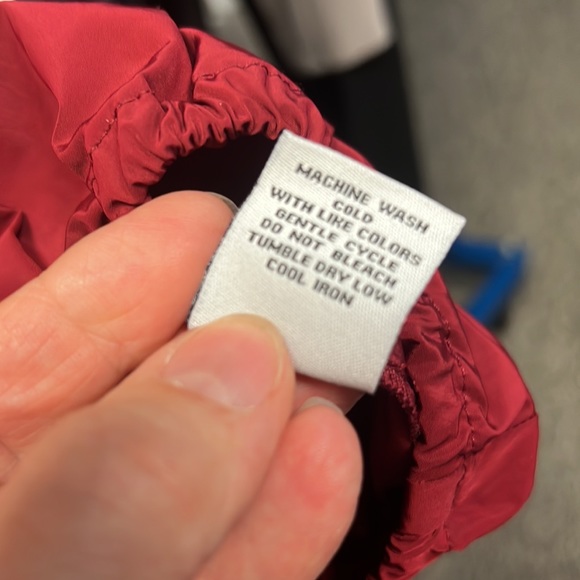 MACHINE WASH
COLD
WITH LIKE COLORS
GENTLE CYCLE
DO NOT BLEACH
TUMBLE DRY LOW
COOL IRON